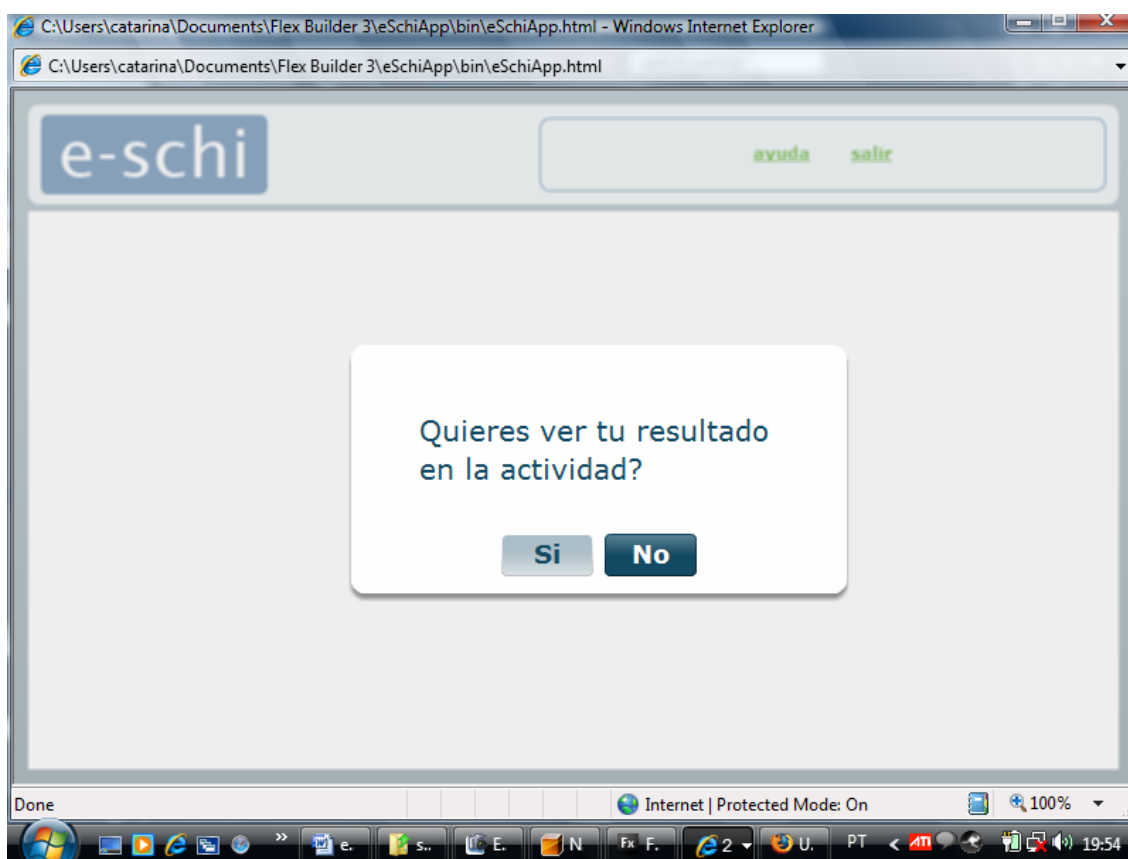 C:\Users\catarina\Documents\Flex Builder 3\eSchiApp\bin\eSchiApp.html - Windows Internet Explorer
C:\Users\catarina\Documents\Flex Builder 3\eSchiApp\bin\eSchiApp.html
e-schi
ayuda salir
Quieres ver tu resultado
en la actividad?
Si No
Done Internet | Protected Mode: On 100%
e. s.. E. N F. 2 U. PT ATI 19:54